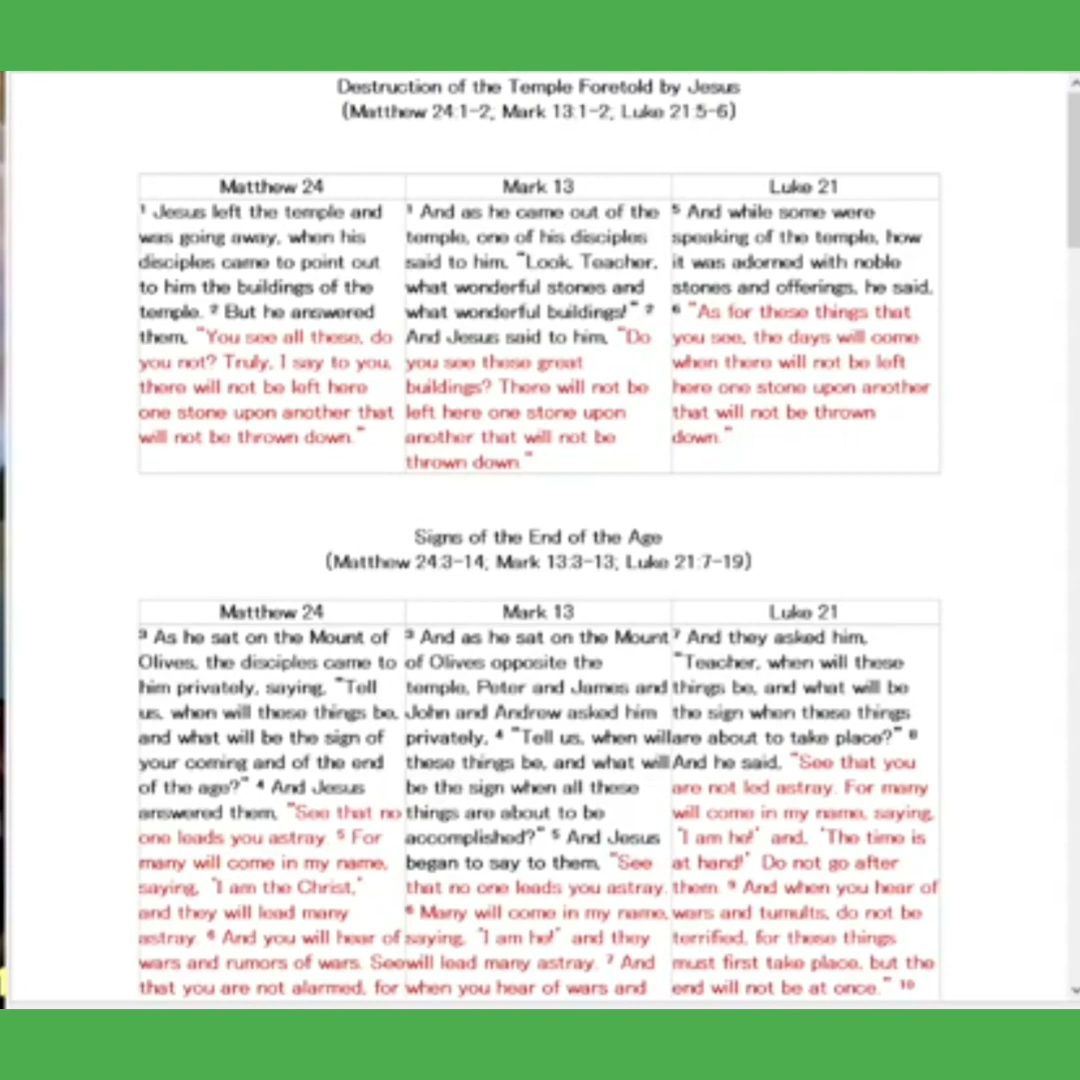 Destruction of the Temple Foretold by Jesus
(Matthew 24:1-2; Mark 13:1-2; Luke 21:5-6)
Matthew 24
¹ Jesus left the temple and
was going away, when his
disciples came to point out
to him the buildings of the
temple. ² But he answered
them, "You see all these, do
you not? Truly, I say to you,
there will not be left here
one stone upon another that
will not be thrown down."
Mark 13
¹ And as he came out of the
temple, one of his disciples
said to him, "Look, Teacher,
what wonderful stones and
what wonderful buildings!" ²
And Jesus said to him, "Do
you see these great
buildings? There will not be
left here one stone upon
another that will not be
thrown down."
Luke 21
⁵ And while some were
speaking of the temple, how
it was adorned with noble
stones and offerings, he said,
⁶ "As for these things that
you see, the days will come
when there will not be left
here one stone upon another
that will not be thrown
down."
Signs of the End of the Age
(Matthew 24:3-14; Mark 13:3-13; Luke 21:7-19)
Matthew 24
³ As he sat on the Mount of
Olives, the disciples came to
him privately, saying, "Tell
us, when will these things be,
and what will be the sign of
your coming and of the end
of the age?" ⁴ And Jesus
answered them, "See that no
one leads you astray. ⁵ For
many will come in my name,
saying, 'I am the Christ,'
and they will lead many
astray. ⁶ And you will hear of
wars and rumors of wars. See
that you are not alarmed, for
Mark 13
³ And as he sat on the Mount
of Olives opposite the
temple, Peter and James and
John and Andrew asked him
privately, ⁴ "Tell us, when will
these things be, and what will
be the sign when all these
things are about to be
accomplished?" ⁵ And Jesus
began to say to them, "See
that no one leads you astray.
⁶ Many will come in my name,
saying, 'I am he!' and they
will lead many astray. ⁷ And
when you hear of wars and
Luke 21
⁷ And they asked him,
"Teacher, when will these
things be, and what will be
the sign when these things
are about to take place?" ⁸
And he said, "See that you
are not led astray. For many
will come in my name, saying,
'I am he!' and, 'The time is
at hand!' Do not go after
them. ⁹ And when you hear of
wars and tumults, do not be
terrified, for these things
must first take place, but the
end will not be at once." ¹⁰